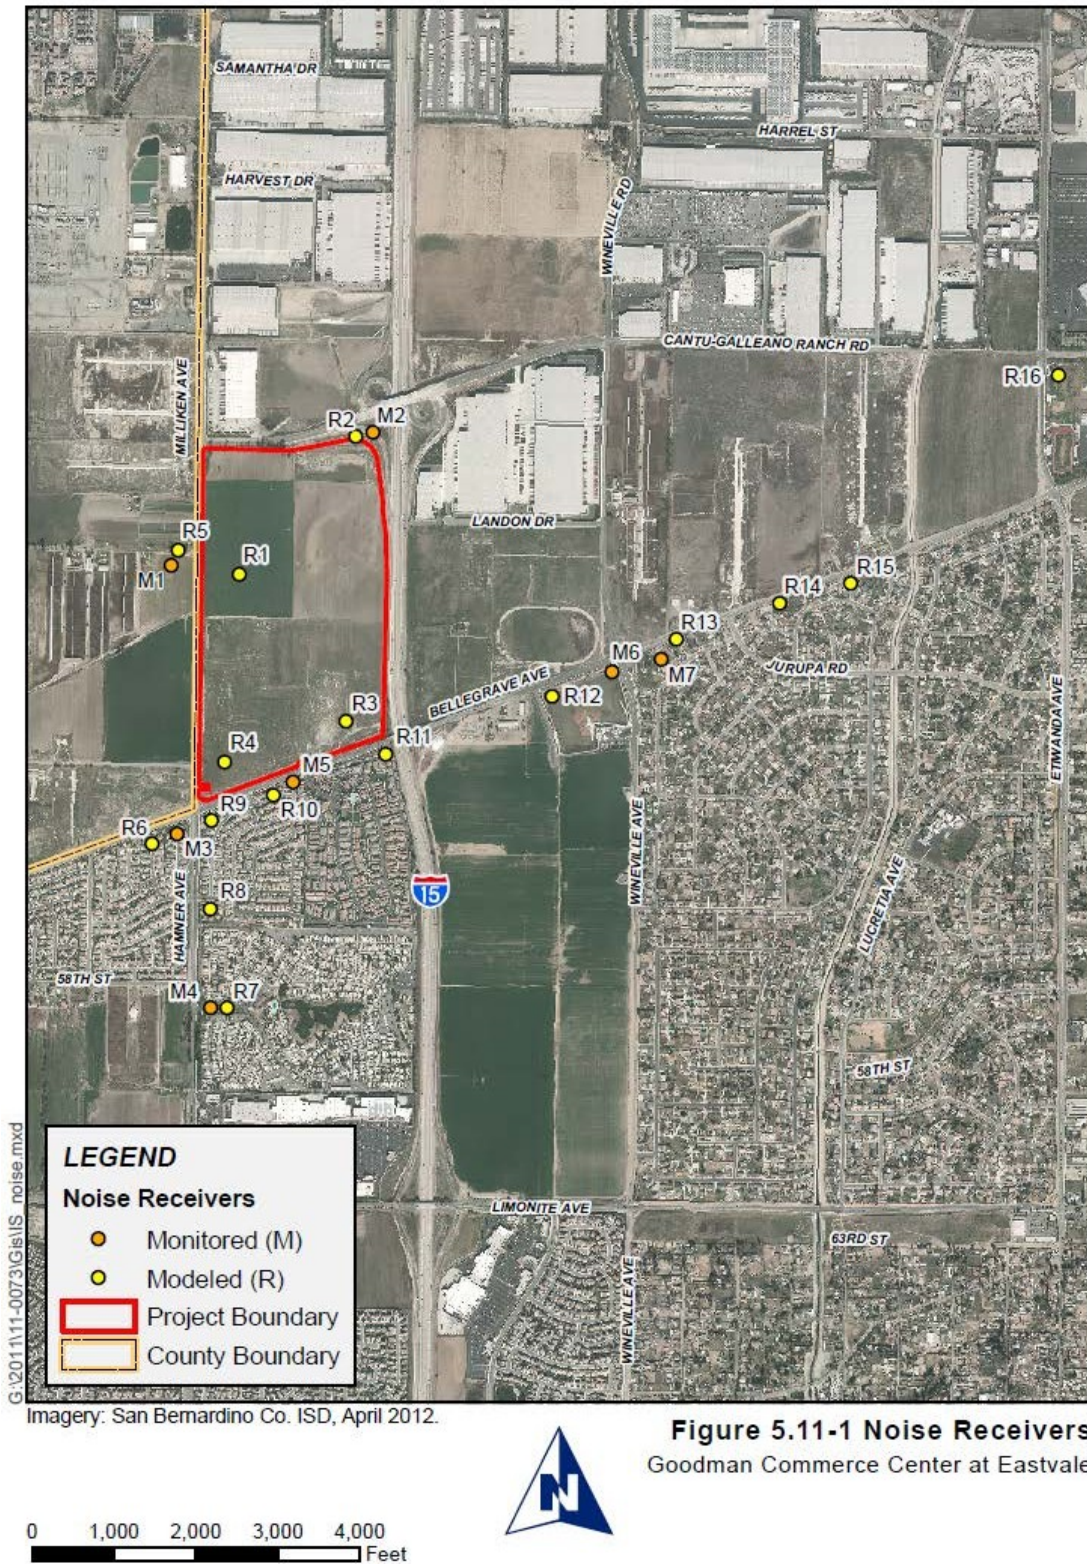 SAMANTHA DR
HARREL ST
HARVEST DR
WINEVILLE RD
CANTU-GALLEANO RANCH RD
MILLIKEN AVE
R16
R2
M2
LANDON DR
R5
M1
R1
R15
R14
R13
M6
M7
JURUPA RD
BELLEGRAVE AVE
R12
ETIWANDA AVE
R3
R4
R11
M5
R10
R9
R6
M3
HAMNER AVE
R8
15
WINEVILLE AVE
LUCRETIA AVE
58TH ST
M4
R7
58TH ST
LEGEND
Noise Receivers
Monitored (M)
Modeled (R)
Project Boundary
County Boundary
LIMONITE AVE
63RD ST
WINEVILLE AVE
G:\2011\11-0073\Gis\IS_noise.mxd
Imagery: San Bernardino Co. ISD, April 2012.
Figure 5.11-1 Noise Receivers
Goodman Commerce Center at Eastvale
N
0 1,000 2,000 3,000 4,000
Feet